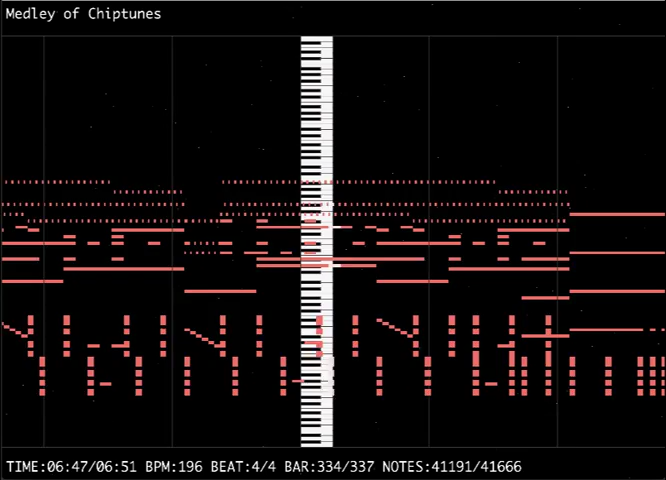 Medley of Chiptunes
TIME:06:47/06:51 BPM:196 BEAT:4/4 BAR:334/337 NOTES:41191/41666